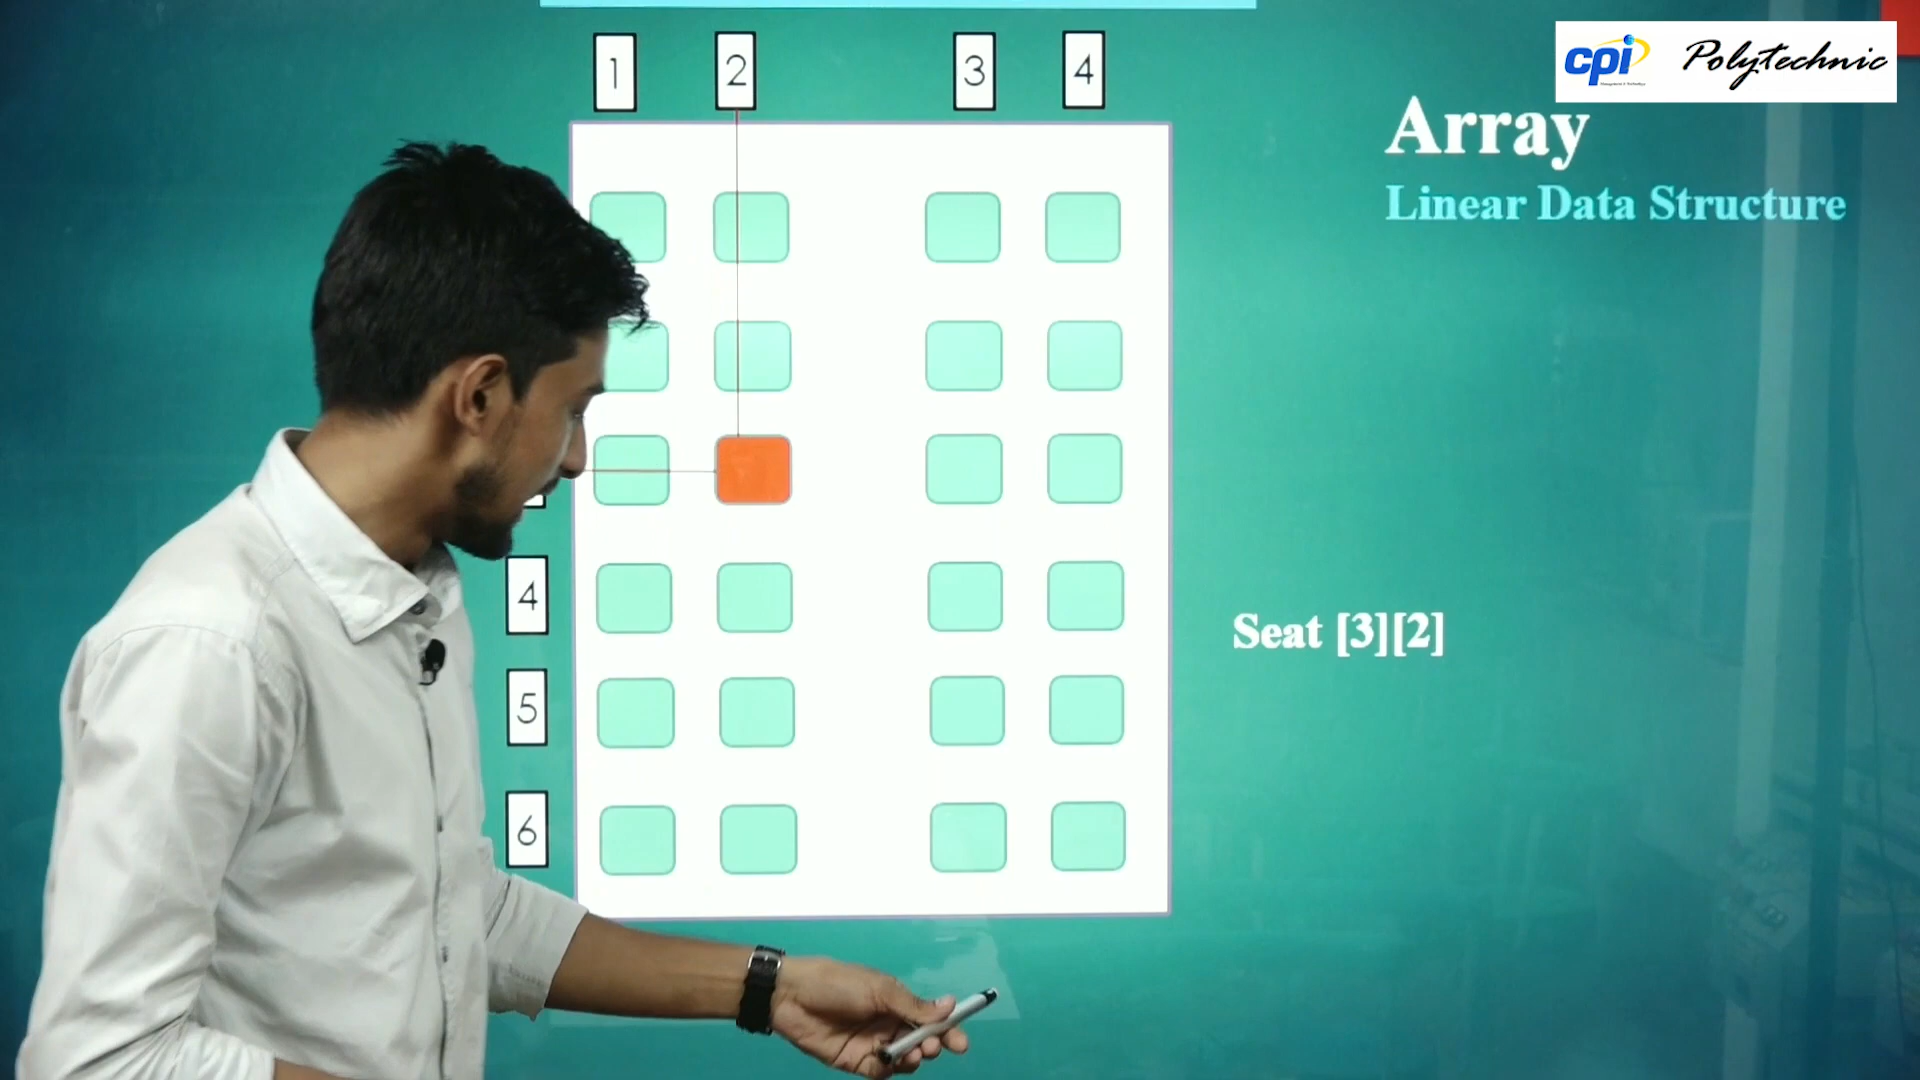 1 2 3 4
cpi Polytechnic
Array
Linear Data Structure
4
Seat [3][2]
5
6